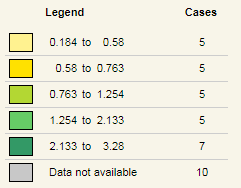 Legend Cases
0.184 to 0.58 5
0.58 to 0.763 5
0.763 to 1.254 5
1.254 to 2.133 5
2.133 to 3.28 7
Data not available 10